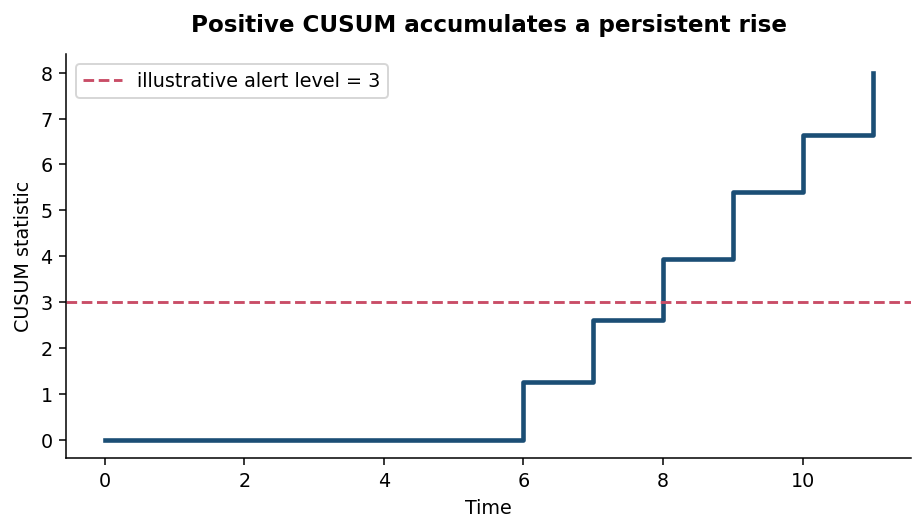 Positive CUSUM accumulates a persistent rise
illustrative alert level = 3
CUSUM statistic
8
7
6
5
4
3
2
1
0
0 2 4 6 8 10
Time